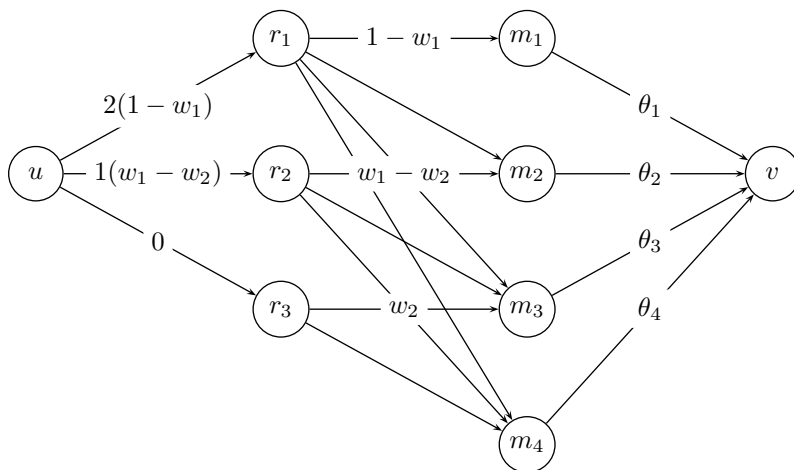 r₁ 1 − w₁ m₁
2(1 − w₁) θ₁
u 1(w₁ − w₂) r₂ w₁ − w₂ m₂ θ₂ v
0 θ₃
r₃ w₂ m₃ θ₄
m₄